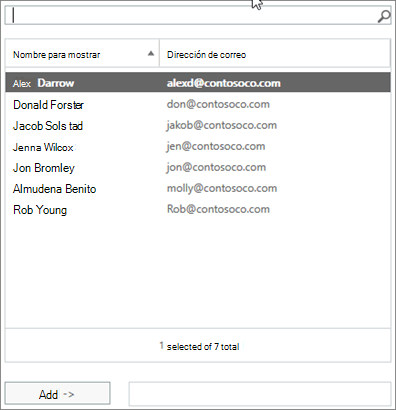 Nombre para mostrar Dirección de correo
Alex Darrow alexd@contosoco.com
Donald Forster don@contosoco.com
Jacob Sols tad jakob@contosoco.com
Jenna Wilcox jen@contosoco.com
Jon Bromley jon@contosoco.com
Almudena Benito molly@contosoco.com
Rob Young Rob@contosoco.com
1 selected of 7 total
Add ->